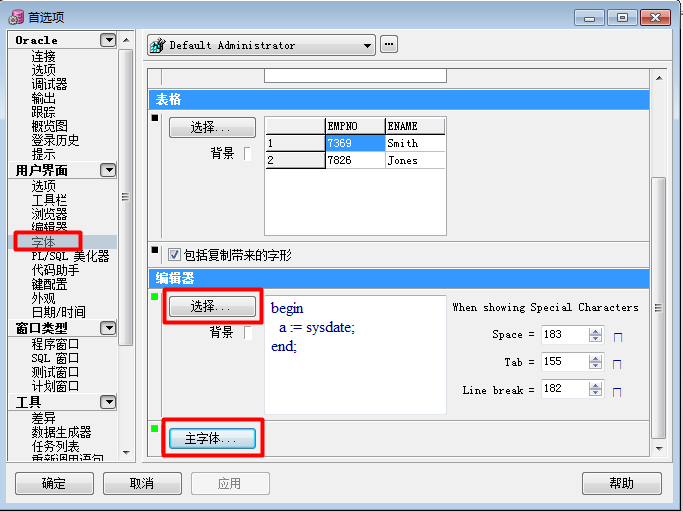 首选项
Oracle
连接
选项
调试器
输出
跟踪
概览图
登录历史
提示
用户界面
选项
工具栏
浏览器
编辑器
字体
PL/SQL 美化器
代码助手
键配置
外观
日期/时间
窗口类型
程序窗口
SQL 窗口
测试窗口
计划窗口
工具
差异
数据生成器
任务列表
重新调用语句
Default Administrator
...
表格
选择...
背景
EMPNO ENAME
1 7369 Smith
2 7826 Jones
包括复制带来的字形
编辑器
选择...
背景
begin
a := sysdate;
end;
When showing Special Characters
Space = 183
Tab = 155
Line break = 182
主字体...
确定
取消
应用
帮助